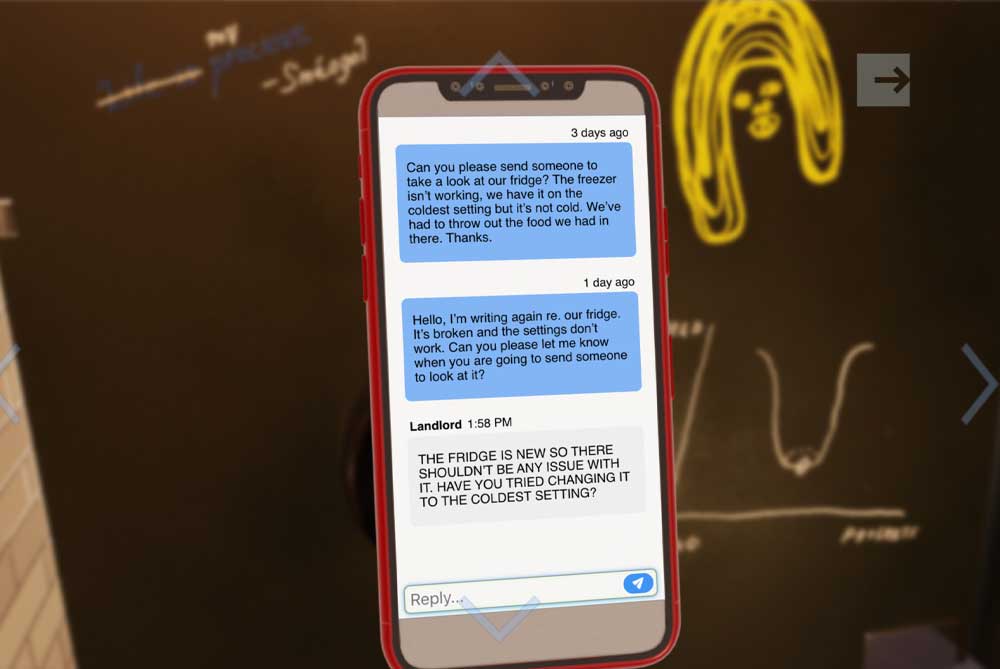 my
precious
-Smeagol
3 days ago
Can you please send someone to
take a look at our fridge? The freezer
isn't working, we have it on the
coldest setting but it's not cold. We've
had to throw out the food we had in
there. Thanks.
1 day ago
Hello, I'm writing again re. our fridge.
It's broken and the settings don't
work. Can you please let me know
when you are going to send someone
to look at it?
Landlord 1:58 PM
THE FRIDGE IS NEW SO THERE
SHOULDN'T BE ANY ISSUE WITH
IT. HAVE YOU TRIED CHANGING IT
TO THE COLDEST SETTING?
Reply...
PROGRESS